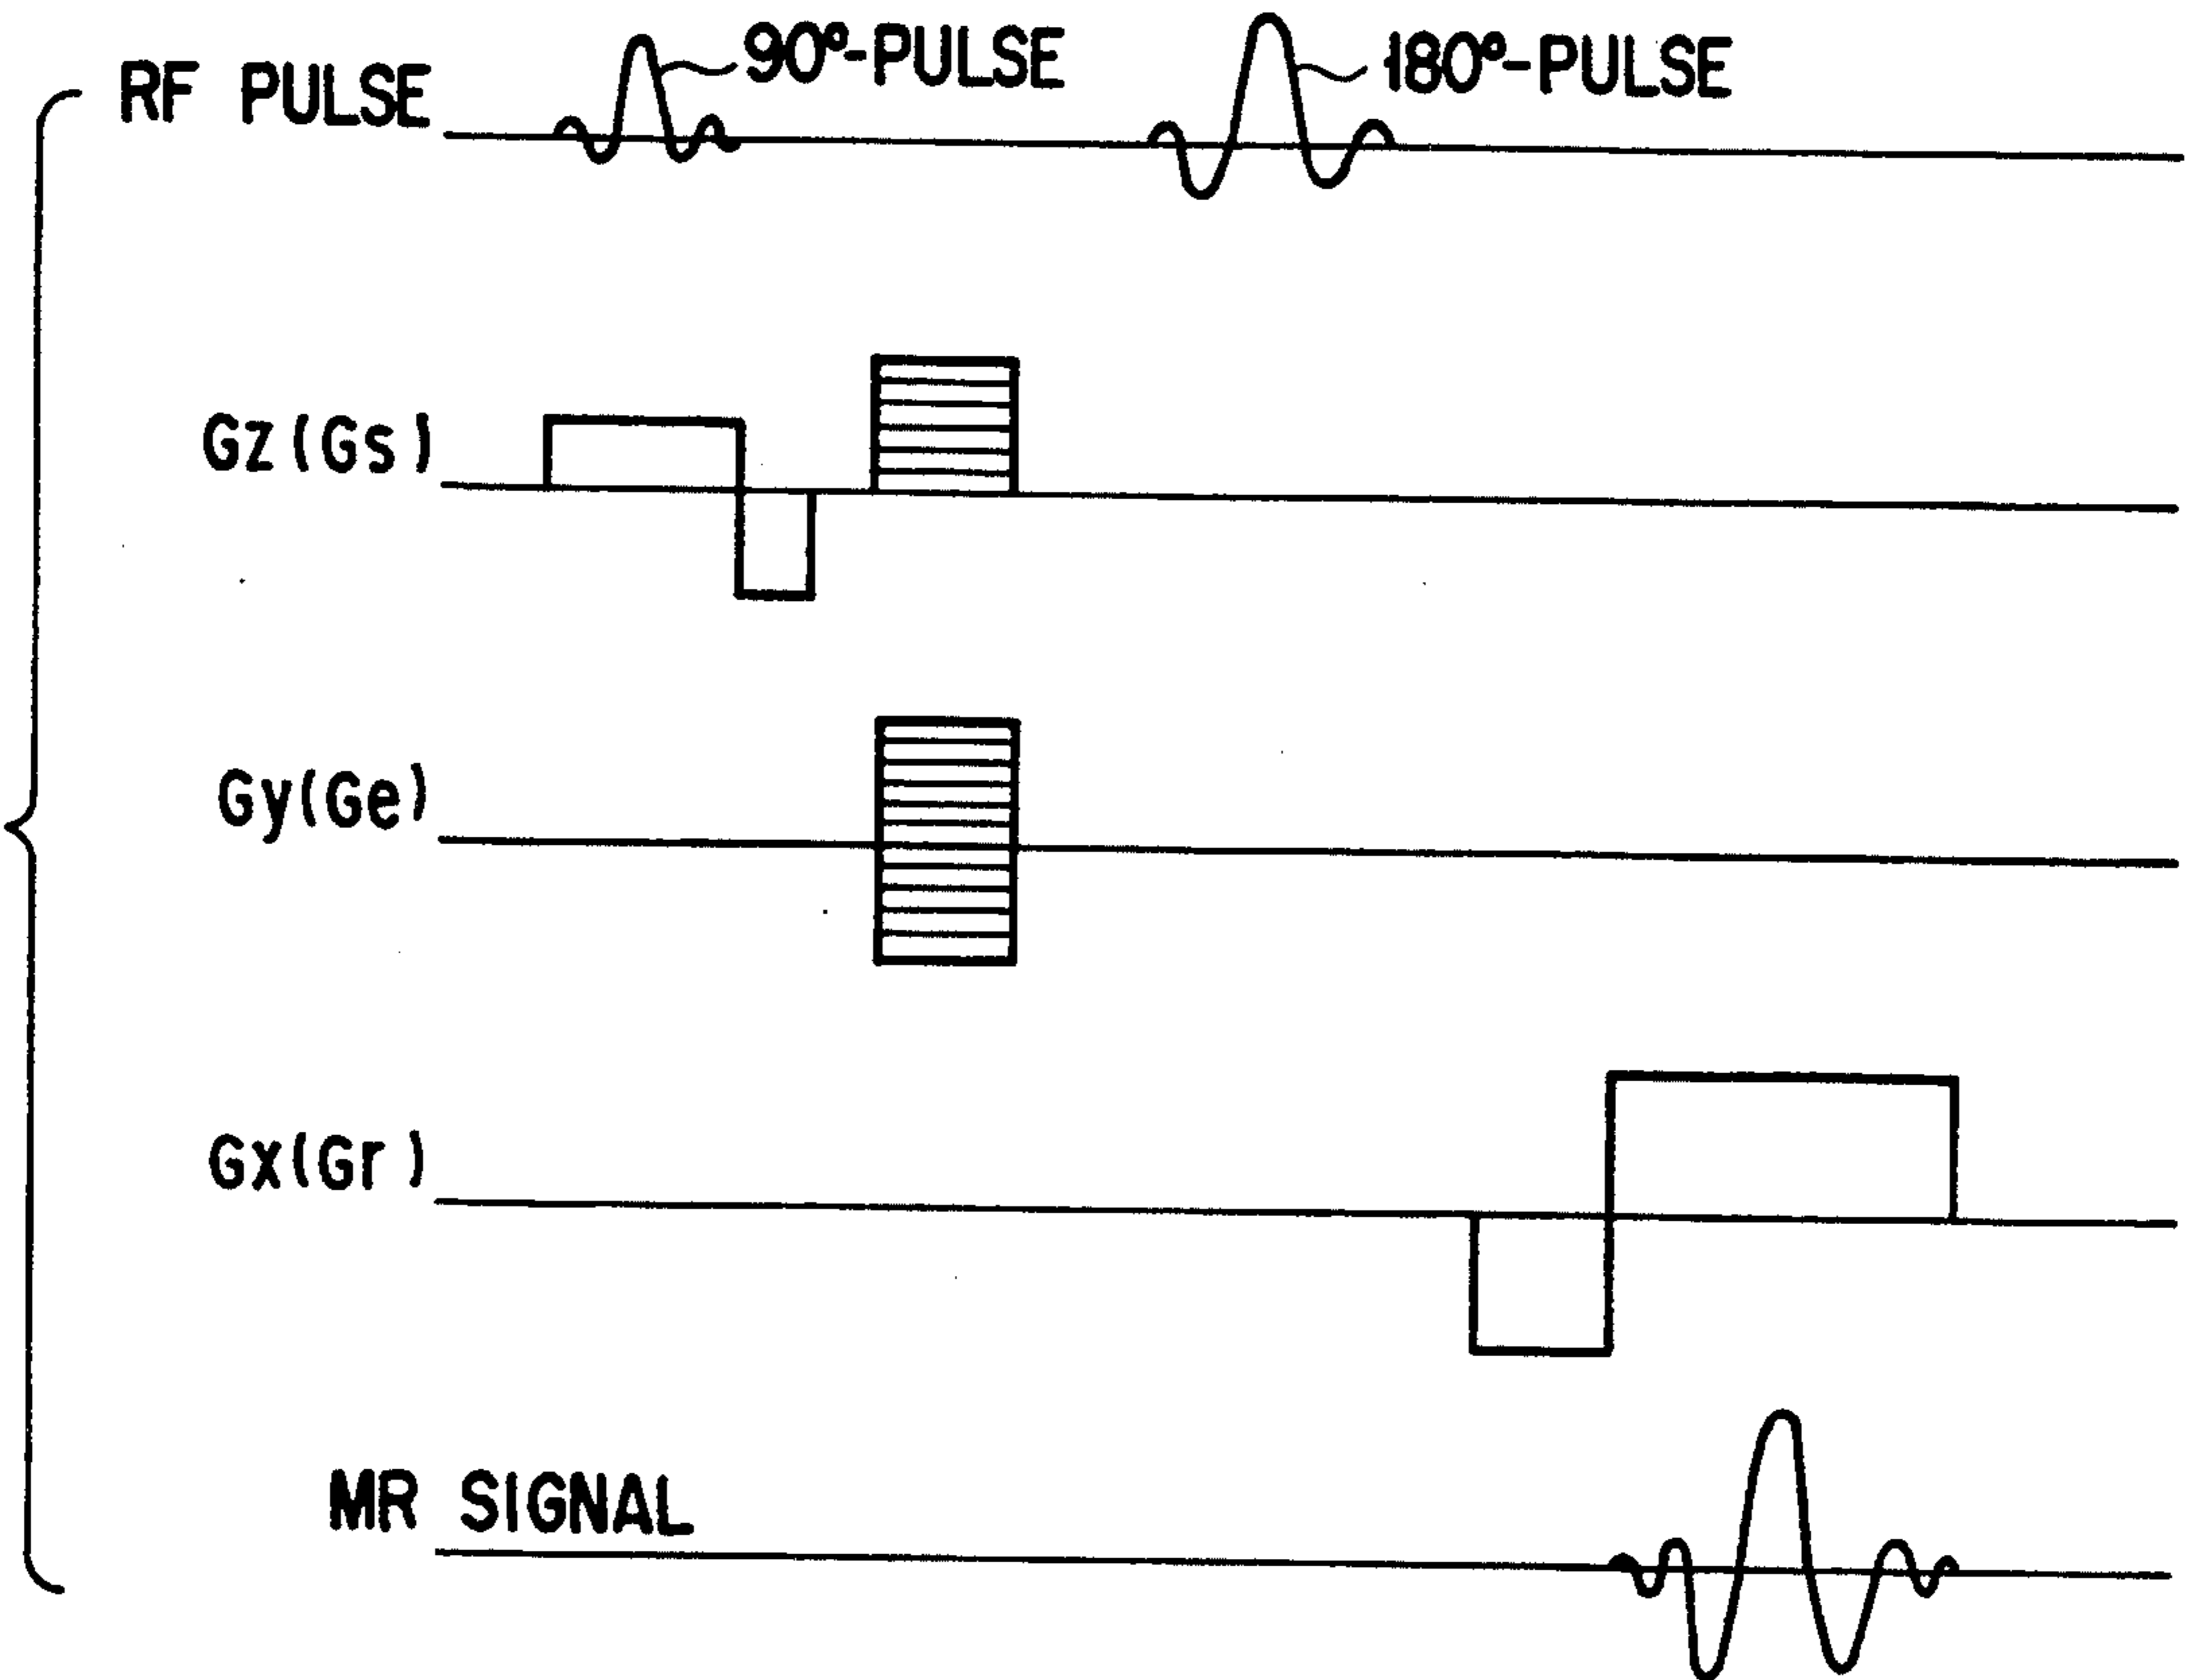 RF PULSE
90°-PULSE
180°-PULSE
Gz(Gs)
Gy(Ge)
Gx(Gr)
MR SIGNAL